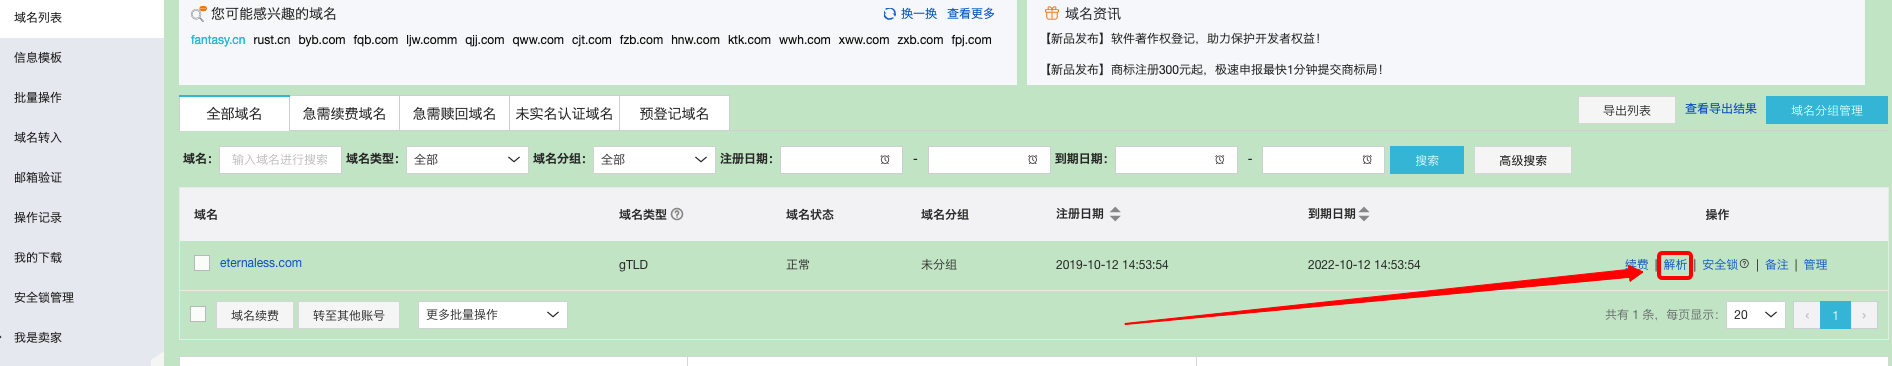 域名列表
信息模板
批量操作
域名转入
邮箱验证
操作记录
我的下载
安全锁管理
我是卖家
您可能感兴趣的域名 换一换 查看更多
fantasy.cn rust.cn byb.com fqb.com ljw.comm qjj.com qww.com cjt.com fzb.com hnw.com ktk.com wwh.com xww.com zxb.com fpj.com
域名资讯
【新品发布】软件著作权登记，助力保护开发者权益！
【新品发布】商标注册300元起，极速申报最快1分钟提交商标局！
全部域名 急需续费域名 急需赎回域名 未实名认证域名 预登记域名 导出列表 查看导出结果 域名分组管理
域名： 输入域名进行搜索 域名类型： 全部 域名分组： 全部 注册日期： - 到期日期： - 搜索 高级搜索
域名 域名类型 域名状态 域名分组 注册日期 到期日期 操作
eternaless.com gTLD 正常 未分组 2019-10-12 14:53:54 2022-10-12 14:53:54 续费 | 解析 | 安全锁 | 备注 | 管理
域名续费 转至其他账号 更多批量操作 共有 1 条，每页显示： 20 ‹ 1 ›